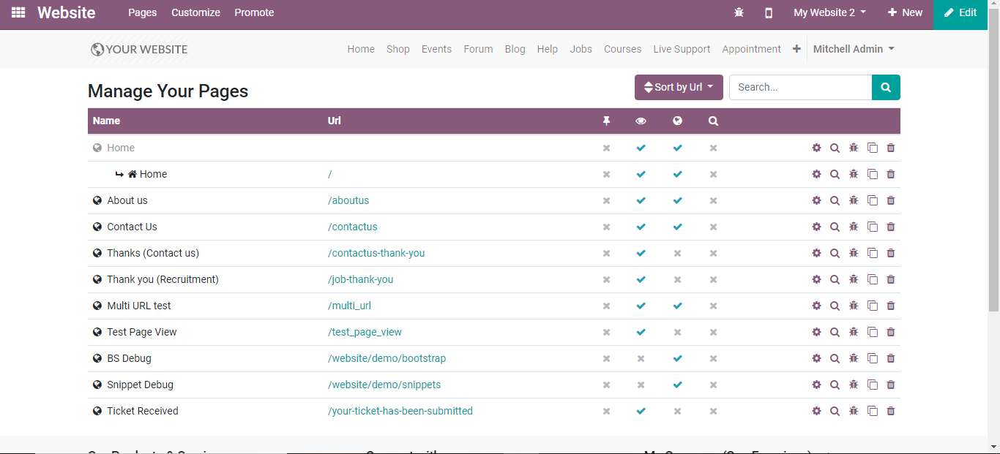 Website Pages Customize Promote My Website 2 New Edit
YOUR WEBSITE Home Shop Events Forum Blog Help Jobs Courses Live Support Appointment + Mitchell Admin
Manage Your Pages Sort by Url Search...
Name Url
Home
Home /
About us /aboutus
Contact Us /contactus
Thanks (Contact us) /contactus-thank-you
Thank you (Recruitment) /job-thank-you
Multi URL test /multi_url
Test Page View /test_page_view
BS Debug /website/demo/bootstrap
Snippet Debug /website/demo/snippets
Ticket Received /your-ticket-has-been-submitted